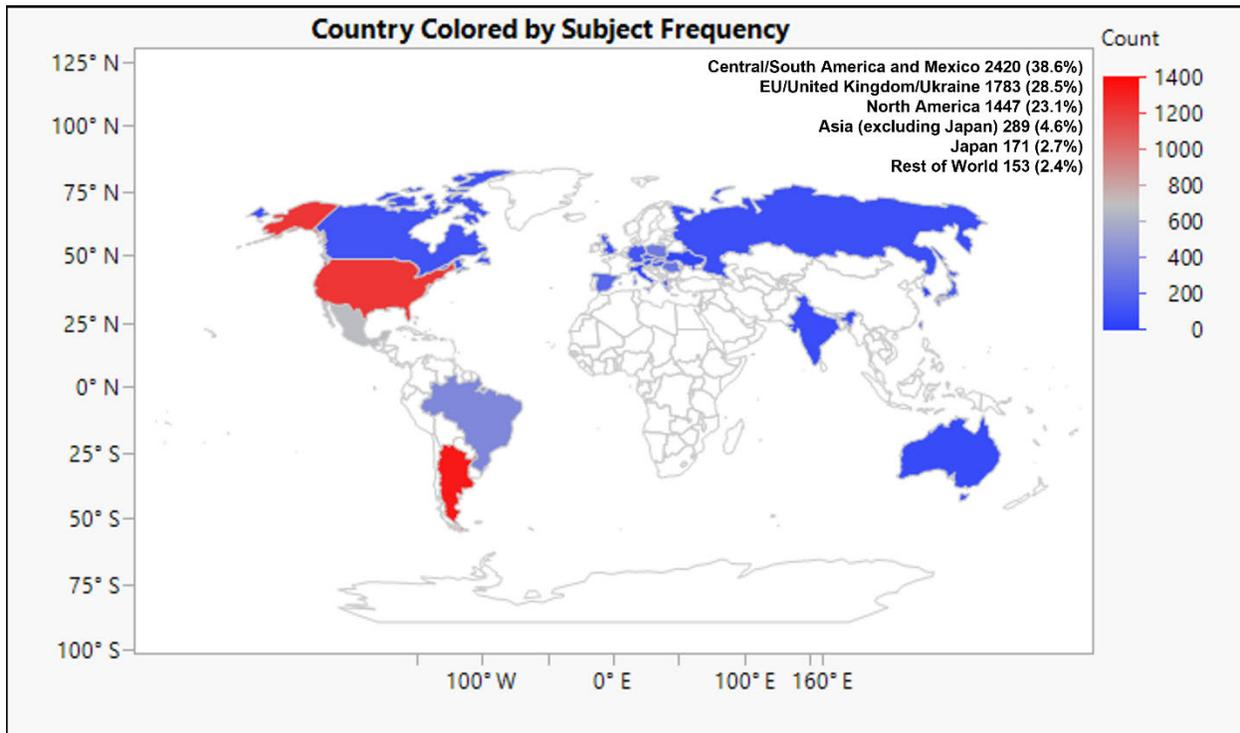 Country Colored by Subject Frequency
Count
Central/South America and Mexico 2420 (38.6%)
EU/United Kingdom/Ukraine 1783 (28.5%)
North America 1447 (23.1%)
Asia (excluding Japan) 289 (4.6%)
Japan 171 (2.7%)
Rest of World 153 (2.4%)
125° N
100° N
75° N
50° N
25° N
0° N
25° S
50° S
75° S
100° S
100° W
0° E
100° E
160° E
1400
1200
1000
800
600
400
200
0